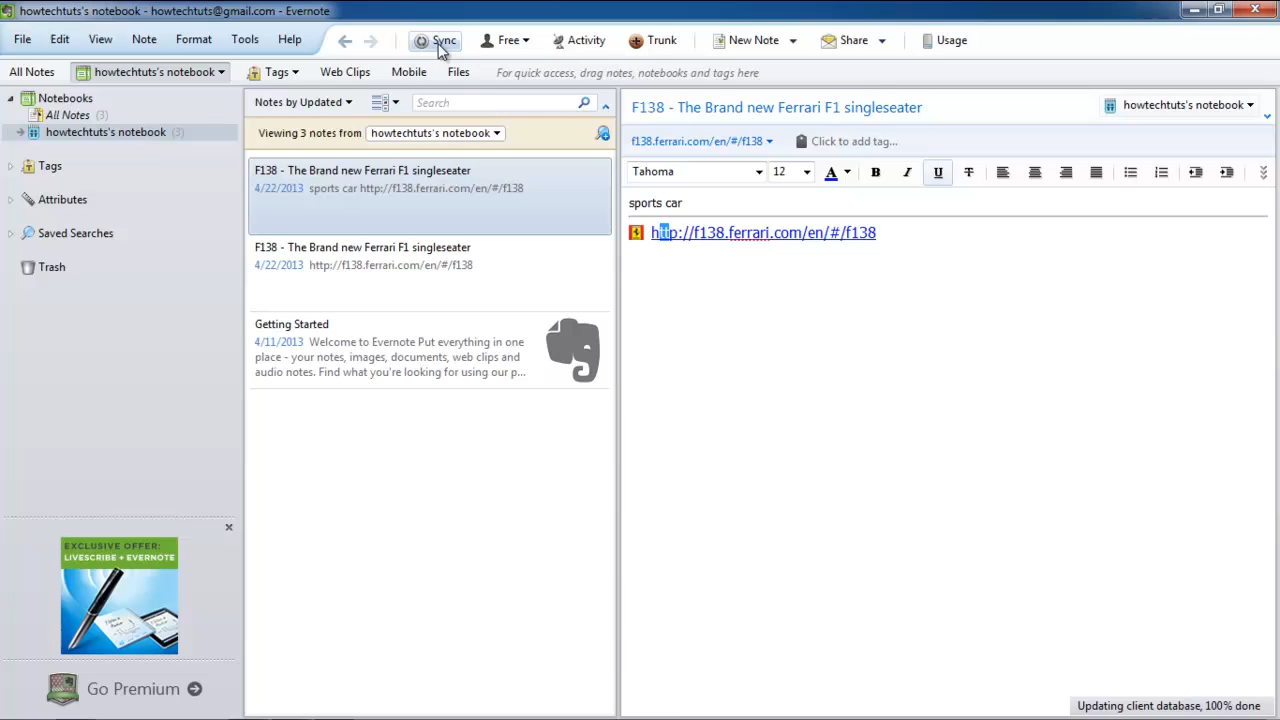 howtechtuts's notebook - howtechtuts@gmail.com - Evernote
File Edit View Note Format Tools Help Sync Free Activity Trunk New Note Share Usage
All Notes howtechtuts's notebook Tags Web Clips Mobile Files For quick access, drag notes, notebooks and tags here
Notebooks
All Notes (3)
howtechtuts's notebook (3)
Tags
Attributes
Saved Searches
Trash
EXCLUSIVE OFFER:
LIVESCRIBE + EVERNOTE
Go Premium
Notes by Updated Search
Viewing 3 notes from howtechtuts's notebook
F138 - The Brand new Ferrari F1 singleseater
4/22/2013 sports car http://f138.ferrari.com/en/#/f138
F138 - The Brand new Ferrari F1 singleseater
4/22/2013 http://f138.ferrari.com/en/#/f138
Getting Started
4/11/2013 Welcome to Evernote Put everything in one
place - your notes, images, documents, web clips and
audio notes. Find what you're looking for using our p...
F138 - The Brand new Ferrari F1 singleseater howtechtuts's notebook
f138.ferrari.com/en/#/f138 Click to add tag...
Tahoma 12 A B I U T
sports car
http://f138.ferrari.com/en/#/f138
Updating client database, 100% done